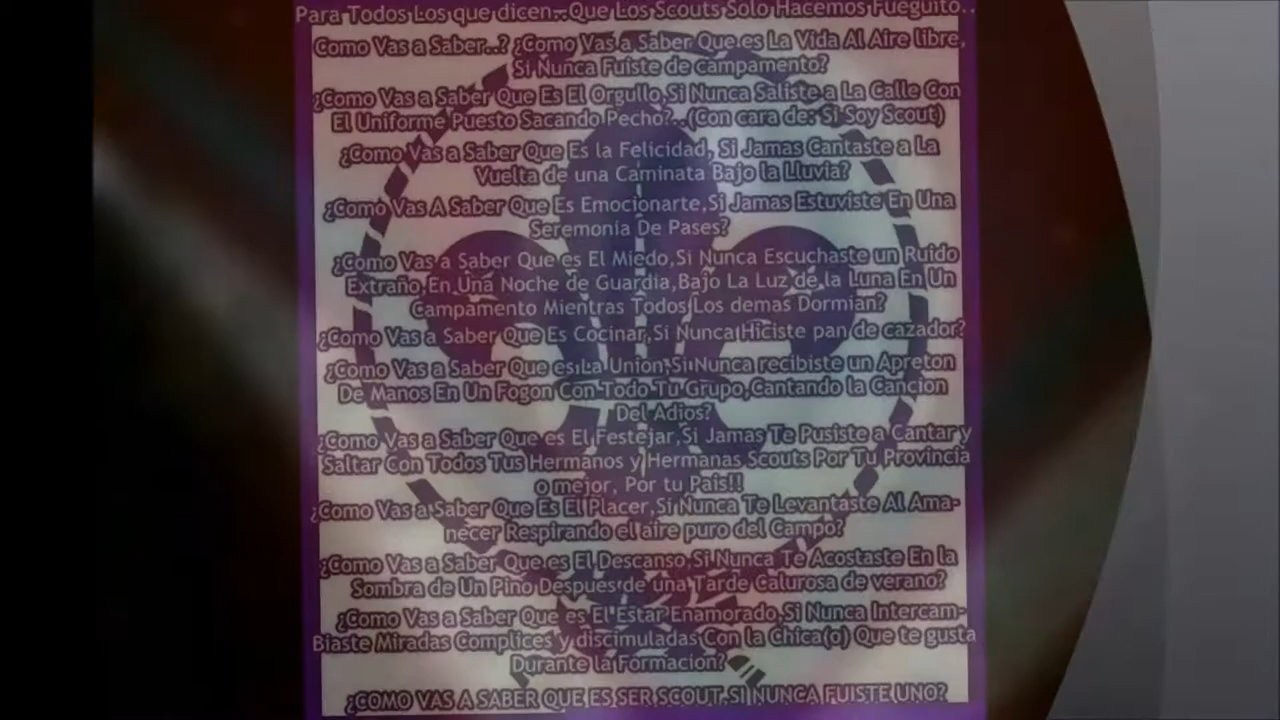 Para Todos Los que dicen...Que Los Scouts Solo Hacemos Fueguito..
Como Vas a Saber..? ¿Como Vas a Saber Que es La Vida Al Aire libre,
Si Nunca Fuiste de campamento?
¿Como Vas a Saber Que Es El Orgullo,Si Nunca Saliste a La Calle Con
El Uniforme Puesto Sacando Pecho?..(Con cara de: Si Soy Scout)
¿Como Vas a Saber Que Es la Felicidad, Si Jamas Cantaste a La
Vuelta de una Caminata Bajo la Lluvia?
¿Como Vas A Saber Que Es Emocionarte,Si Jamas Estuviste En Una
Seremonia De Pases?
¿Como Vas a Saber Que es El Miedo,Si Nunca Escuchaste un Ruido
Extraño,En Una Noche de Guardia,Bajo La Luz de la Luna En Un
Campamento Mientras Todos Los demas Dormian?
¿Como Vas a Saber Que Es Cocinar,Si Nunca Hiciste pan de cazador?
¿Como Vas a Saber Que es La Union,Si Nunca recibiste un Apreton
De Manos En Un Fogon Con Todo Tu Grupo,Cantando la Cancion
Del Adios?
¿Como Vas a Saber Que es El Festejar,Si Jamas Te Pusiste a Cantar y
Saltar Con Todos Tus Hermanos y Hermanas Scouts Por Tu Provincia
o mejor, Por tu Pais!!
¿Como Vas a Saber Que Es El Placer,Si Nunca Te Levantaste Al Ama-
necer Respirando el aire puro del Campo?
¿Como Vas a Saber Que es El Descanso,Si Nunca Te Acostaste En la
Sombra de Un Pino Despues de una Tarde Calurosa de verano?
¿Como Vas a Saber Que es El Estar Enamorado,Si Nunca Intercam-
Biaste Miradas Complices y discimuladas Con la Chica(o) Que te gusta
Durante la Formacion?
¿COMO VAS A SABER QUE ES SER SCOUT,SI NUNCA FUISTE UNO?